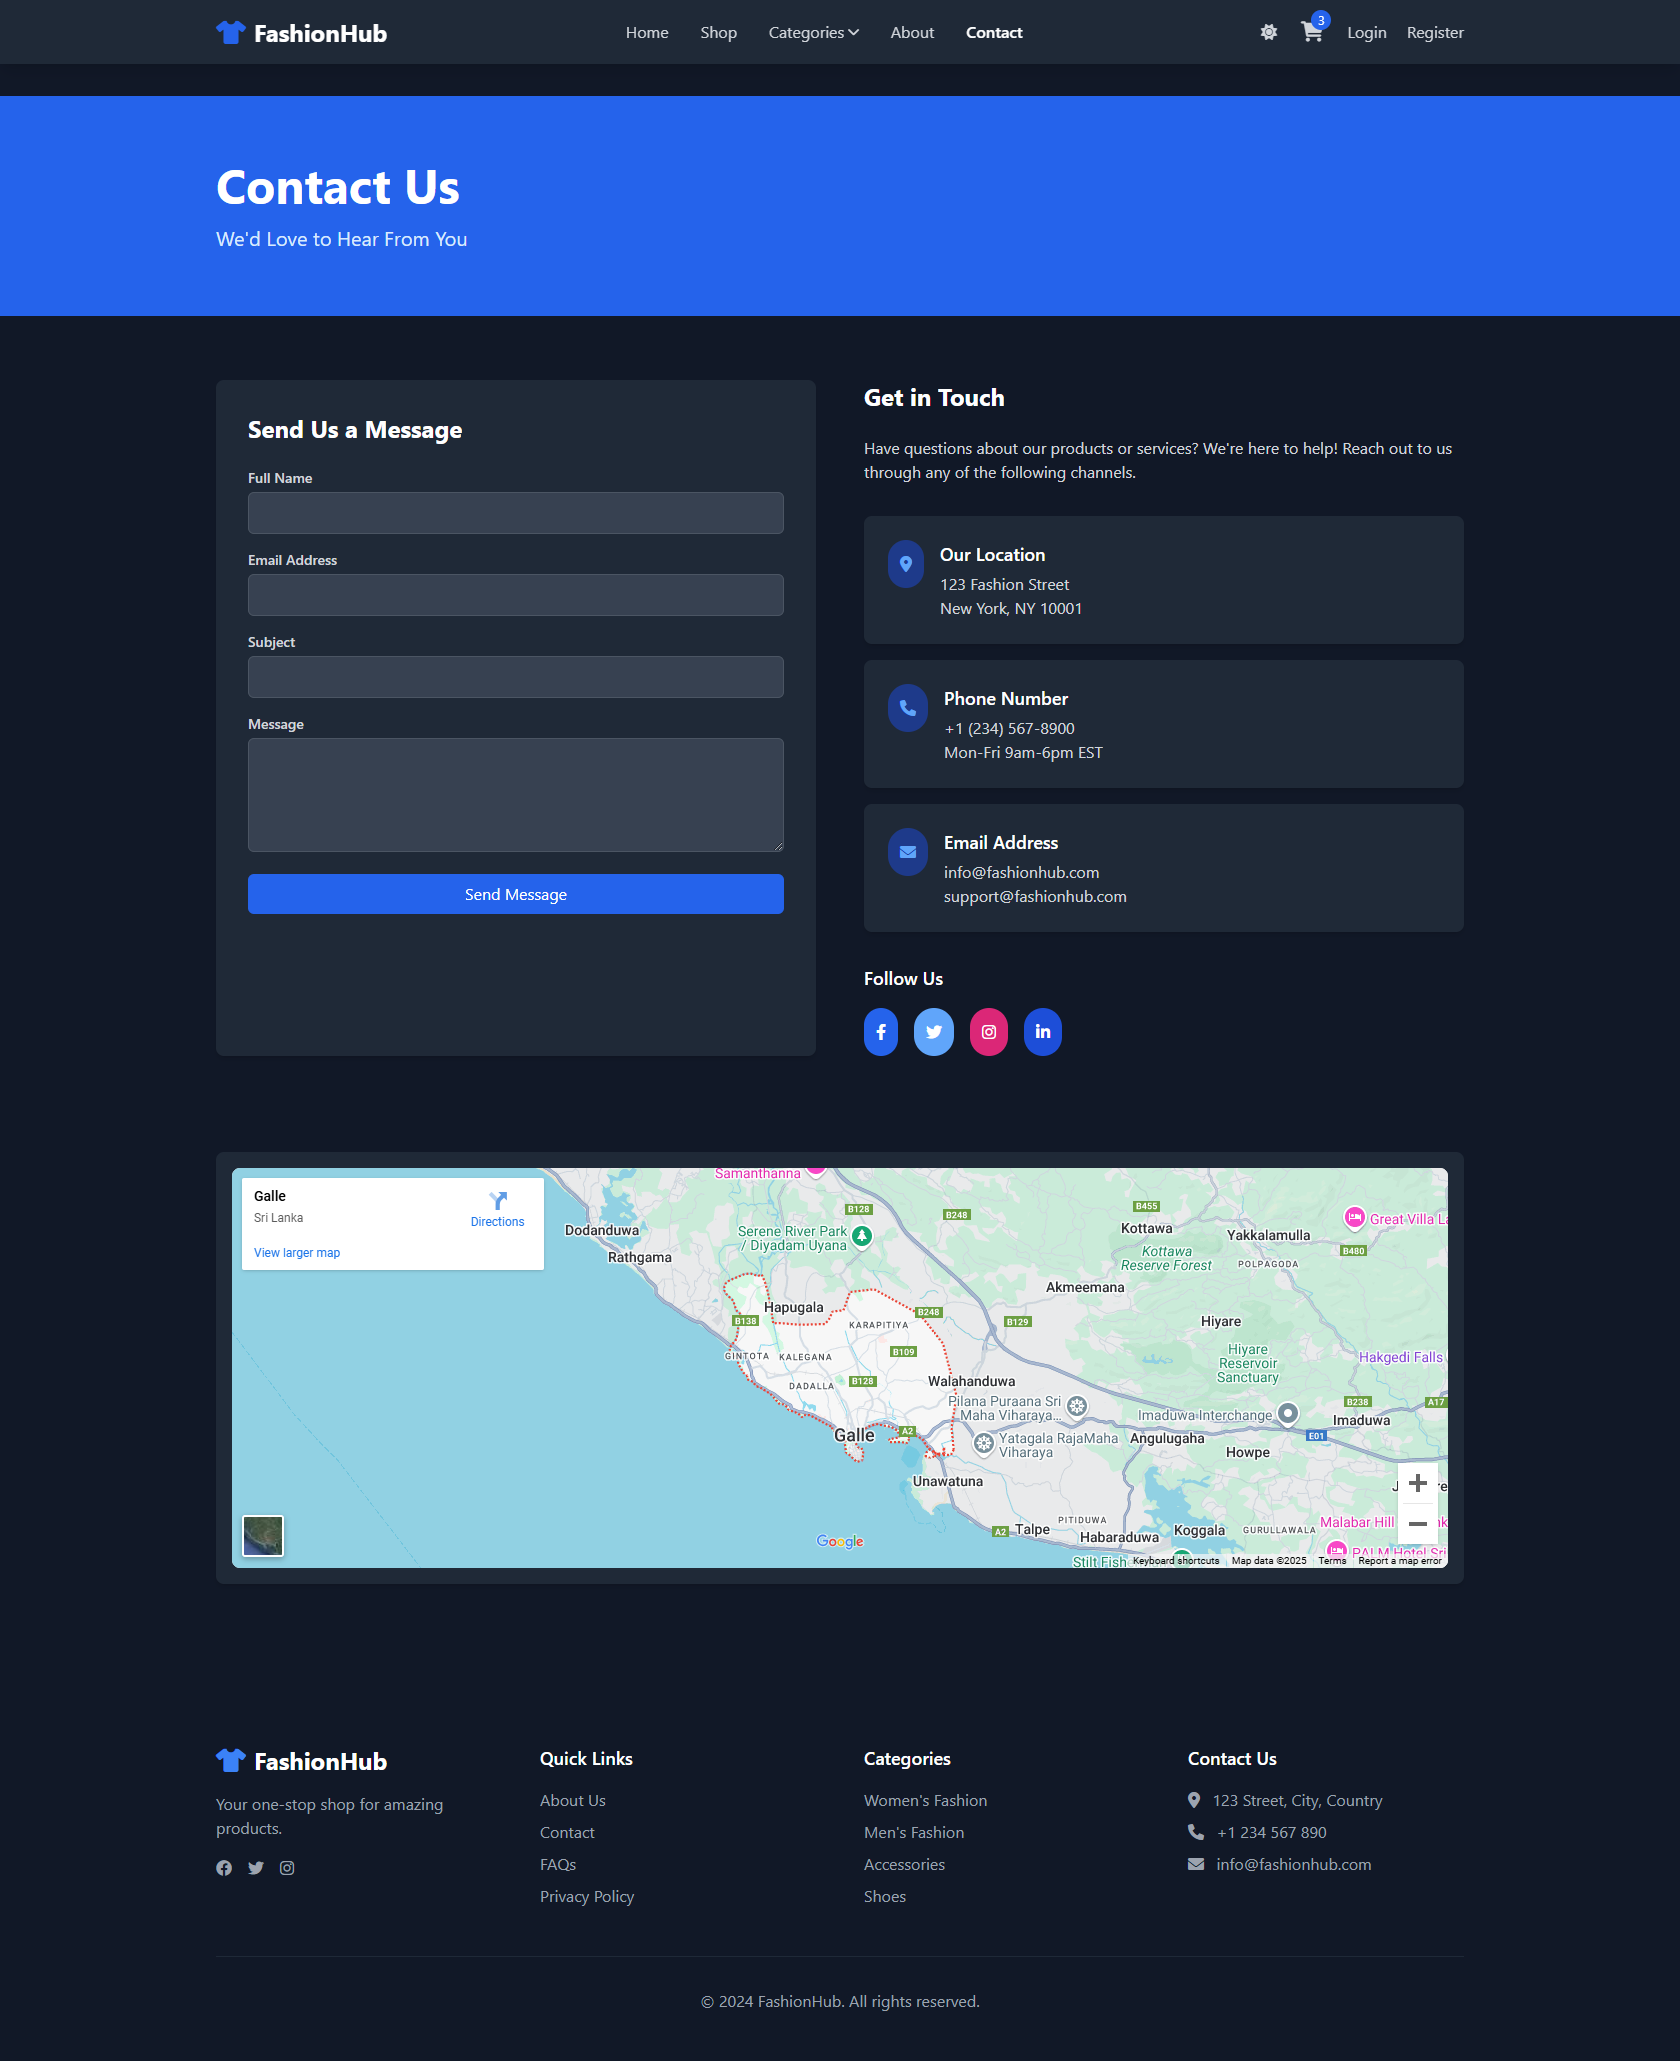 FashionHub
Home
Shop
Categories
About
Contact
3
Login
Register
Contact Us
We'd Love to Hear From You
Send Us a Message
Full Name
Email Address
Subject
Message
Send Message
Get in Touch
Have questions about our products or services? We're here to help! Reach out to us
through any of the following channels.
Our Location
123 Fashion Street
New York, NY 10001
Phone Number
+1 (234) 567-8900
Mon-Fri 9am-6pm EST
Email Address
info@fashionhub.com
support@fashionhub.com
Follow Us
Galle
Sri Lanka
Directions
View larger map
Samanthanna
B128
B248
B455
Great Villa La
Dodanduwa
Serene River Park
/ Diyadam Uyana
Kottawa
Yakkalamulla
Rathgama
Kottawa
Reserve Forest
B480
POLPAGODA
Akmeemana
Hapugala
B248
B138
KARAPITIYA
B129
Hiyare
GINTOTA
KALEGANA
B109
Hiyare
Reservoir
Sanctuary
Hakgedi Falls
DADALLA
B128
Walahanduwa
Pilana Puraana Sri
Maha Viharaya...
B238
A17
Imaduwa Interchange
Imaduwa
Galle
A2
Yatagala RajaMaha
Viharaya
Angulugaha
E01
Howpe
Unawatuna
PITIDUWA
A2
Talpe
Habaraduwa
Koggala
GURULLAWALA
Malabar Hill
Google
Stilt Fish
PALM Hotel Sri
Keyboard shortcuts
Map data ©2025
Terms
Report a map error
FashionHub
Your one-stop shop for amazing
products.
Quick Links
About Us
Contact
FAQs
Privacy Policy
Categories
Women's Fashion
Men's Fashion
Accessories
Shoes
Contact Us
123 Street, City, Country
+1 234 567 890
info@fashionhub.com
© 2024 FashionHub. All rights reserved.